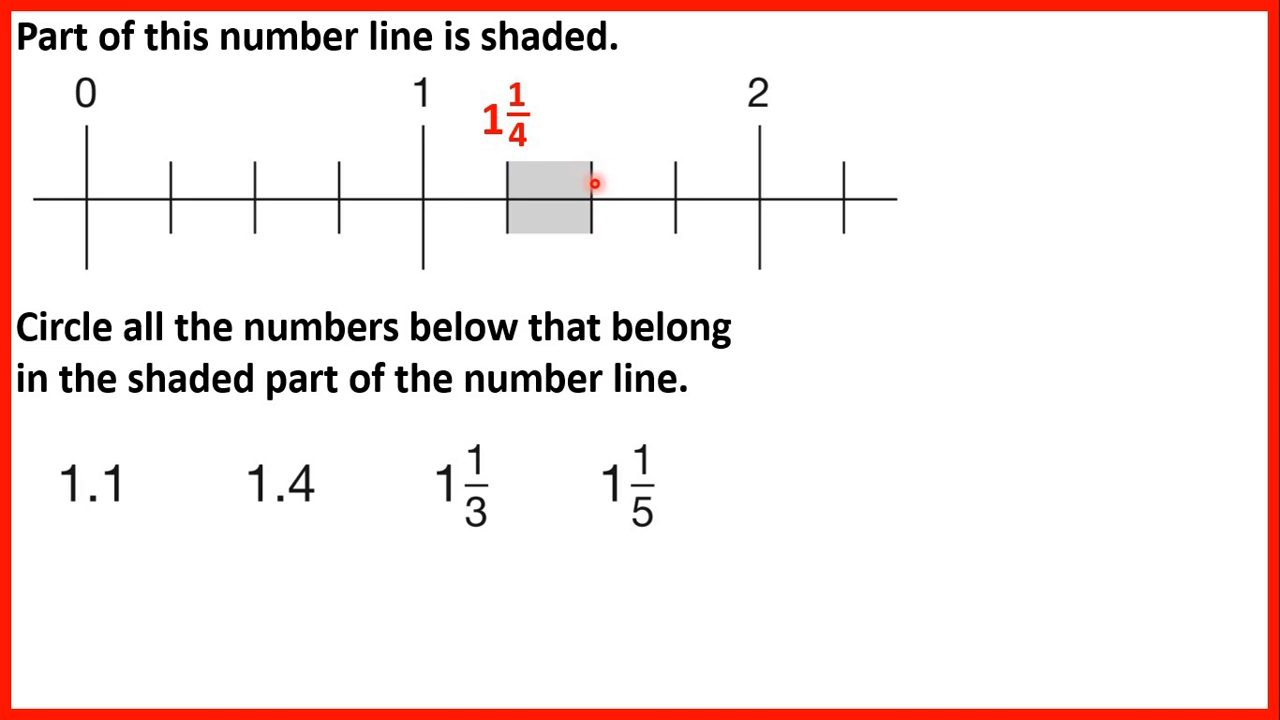 Part of this number line is shaded.
0 1 2
1 1/4
Circle all the numbers below that belong
in the shaded part of the number line.
1.1 1.4 1 1/3 1 1/5